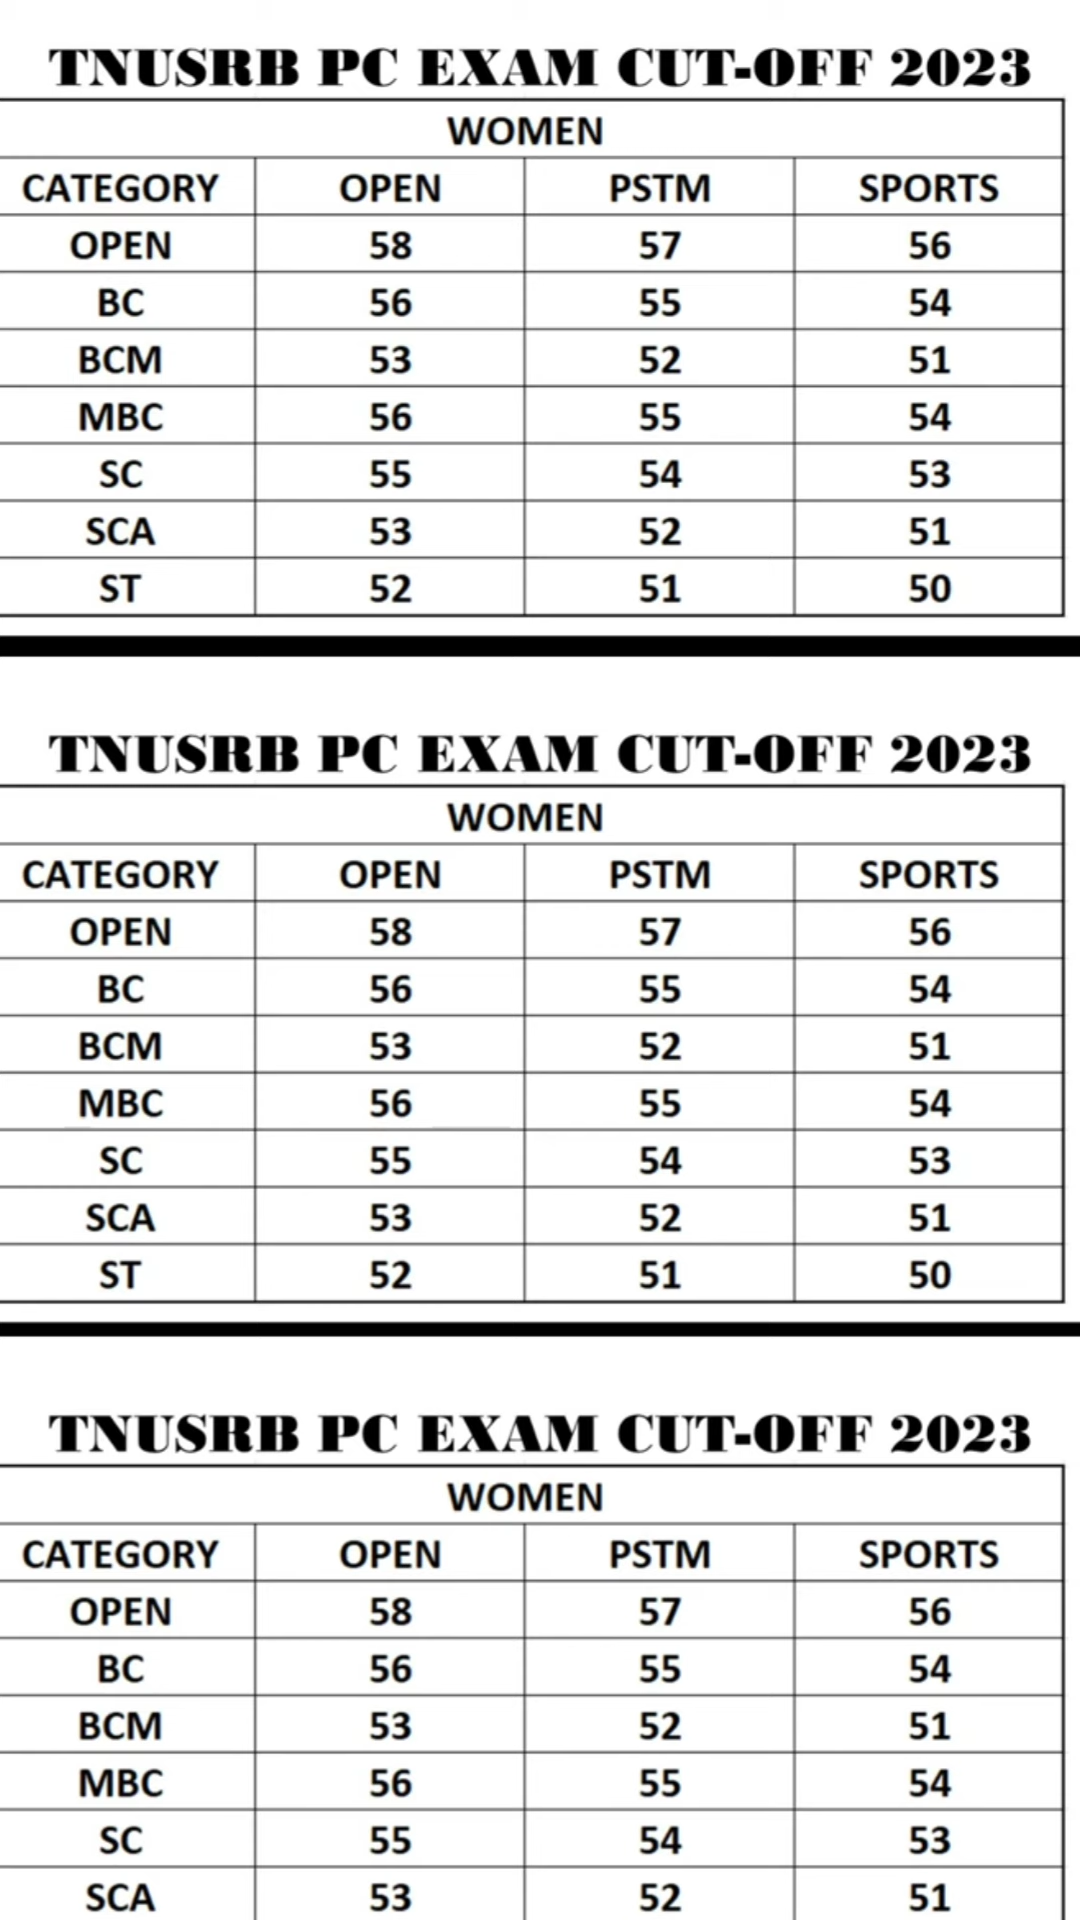 TNUSRB PC EXAM CUT-OFF 2023
WOMEN
CATEGORY OPEN PSTM SPORTS
OPEN 58 57 56
BC 56 55 54
BCM 53 52 51
MBC 56 55 54
SC 55 54 53
SCA 53 52 51
ST 52 51 50
TNUSRB PC EXAM CUT-OFF 2023
WOMEN
CATEGORY OPEN PSTM SPORTS
OPEN 58 57 56
BC 56 55 54
BCM 53 52 51
MBC 56 55 54
SC 55 54 53
SCA 53 52 51
ST 52 51 50
TNUSRB PC EXAM CUT-OFF 2023
WOMEN
CATEGORY OPEN PSTM SPORTS
OPEN 58 57 56
BC 56 55 54
BCM 53 52 51
MBC 56 55 54
SC 55 54 53
SCA 53 52 51